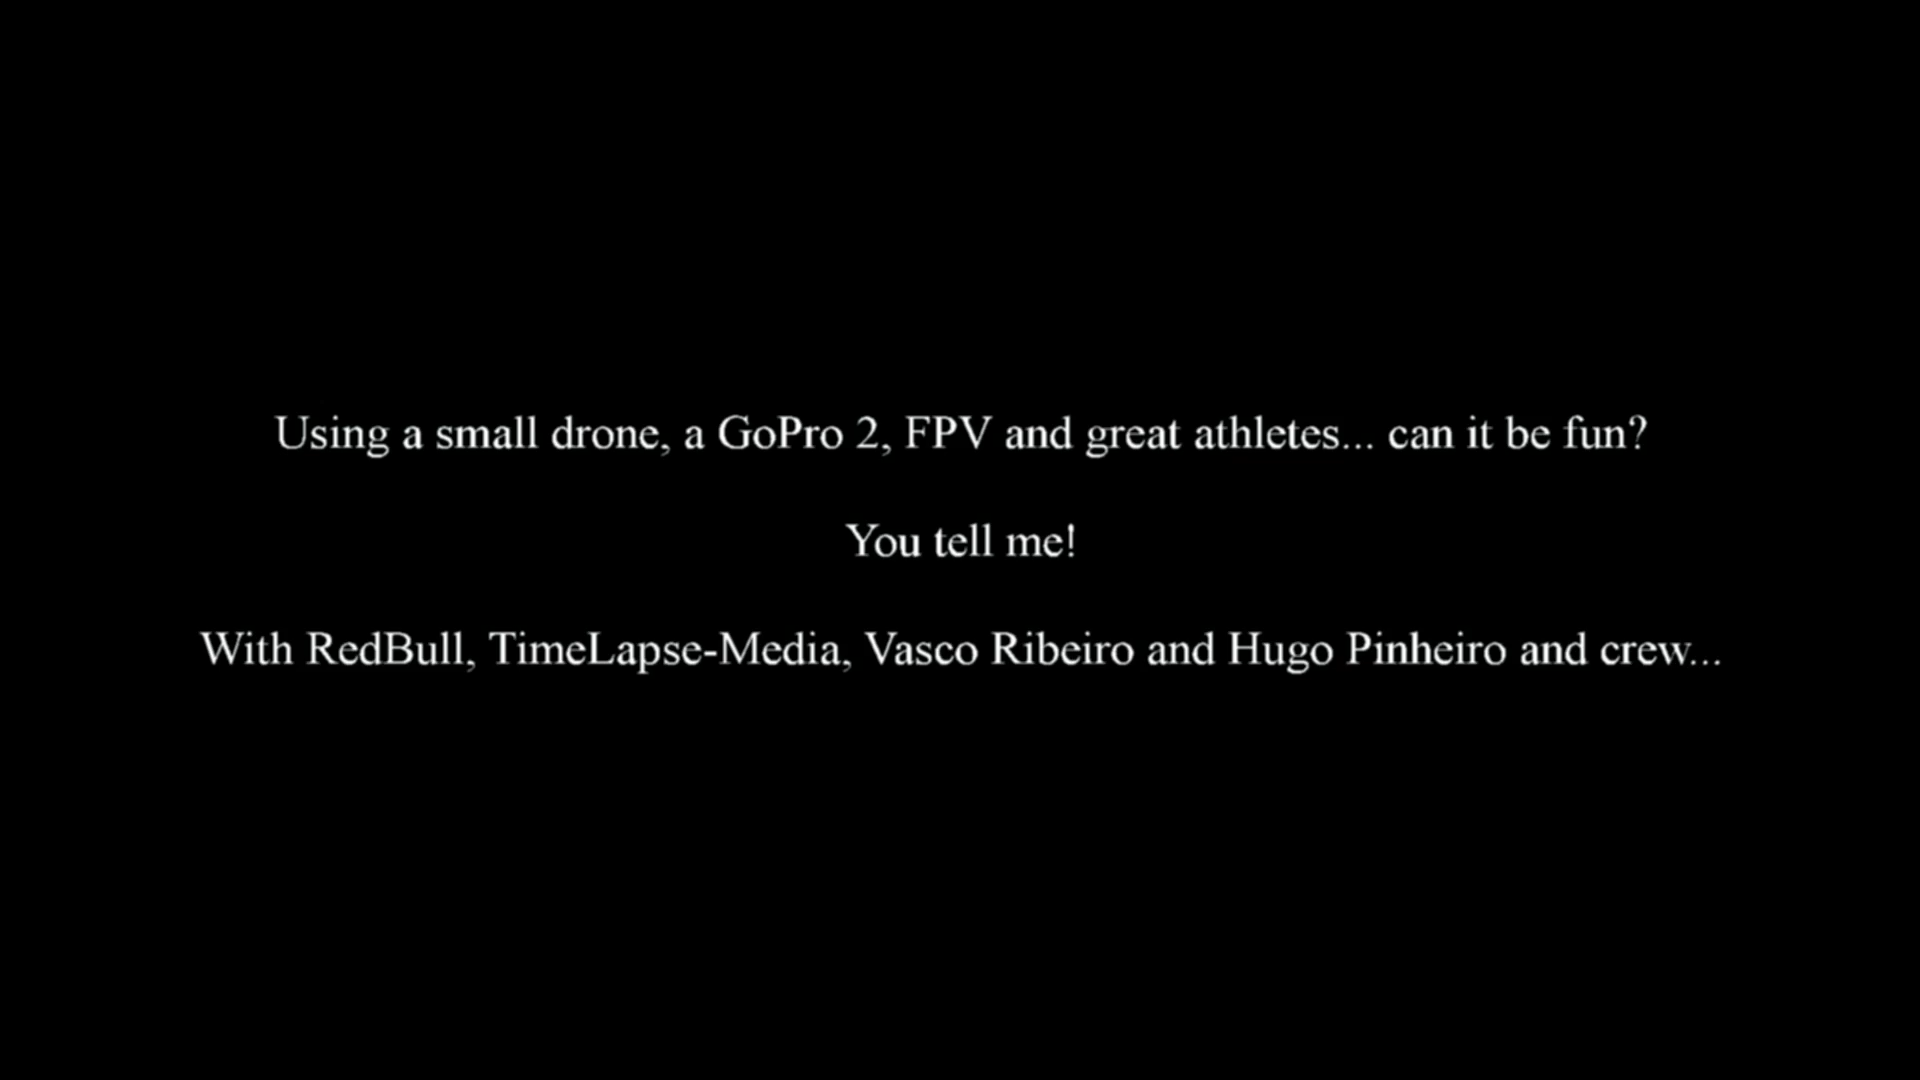 Using a small drone, a GoPro 2, FPV and great athletes... can it be fun?
You tell me!
With RedBull, TimeLapse-Media, Vasco Ribeiro and Hugo Pinheiro and crew...